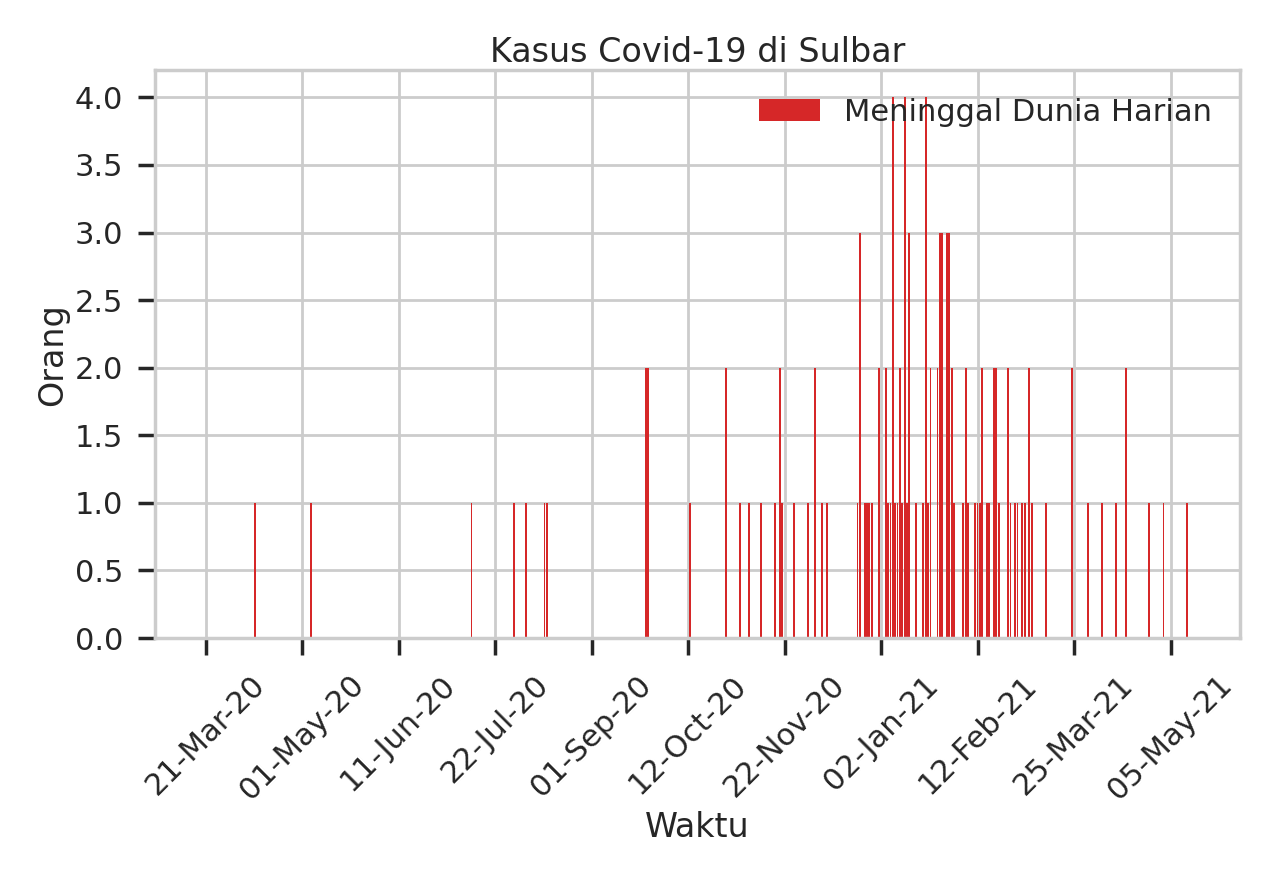 Kasus Covid-19 di Sulbar
Meninggal Dunia Harian
4.0
3.5
3.0
2.5
2.0
1.5
1.0
0.5
0.0
Orang
21-Mar-20
01-May-20
11-Jun-20
22-Jul-20
01-Sep-20
12-Oct-20
22-Nov-20
02-Jan-21
12-Feb-21
25-Mar-21
05-May-21
Waktu